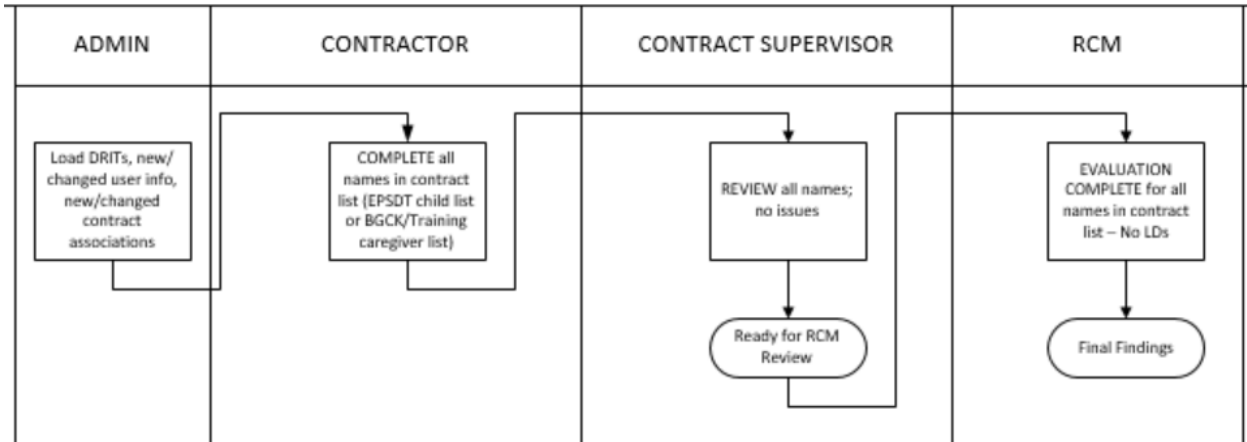 ADMIN
CONTRACTOR
CONTRACT SUPERVISOR
RCM
Load DRITs, new/
changed user info,
new/changed
contract
associations
COMPLETE all
names in contract
list (EPSDT child list
or BGCK/Training
caregiver list)
REVIEW all names;
no issues
Ready for RCM
Review
EVALUATION
COMPLETE for all
names in contract
list – No LDs
Final Findings